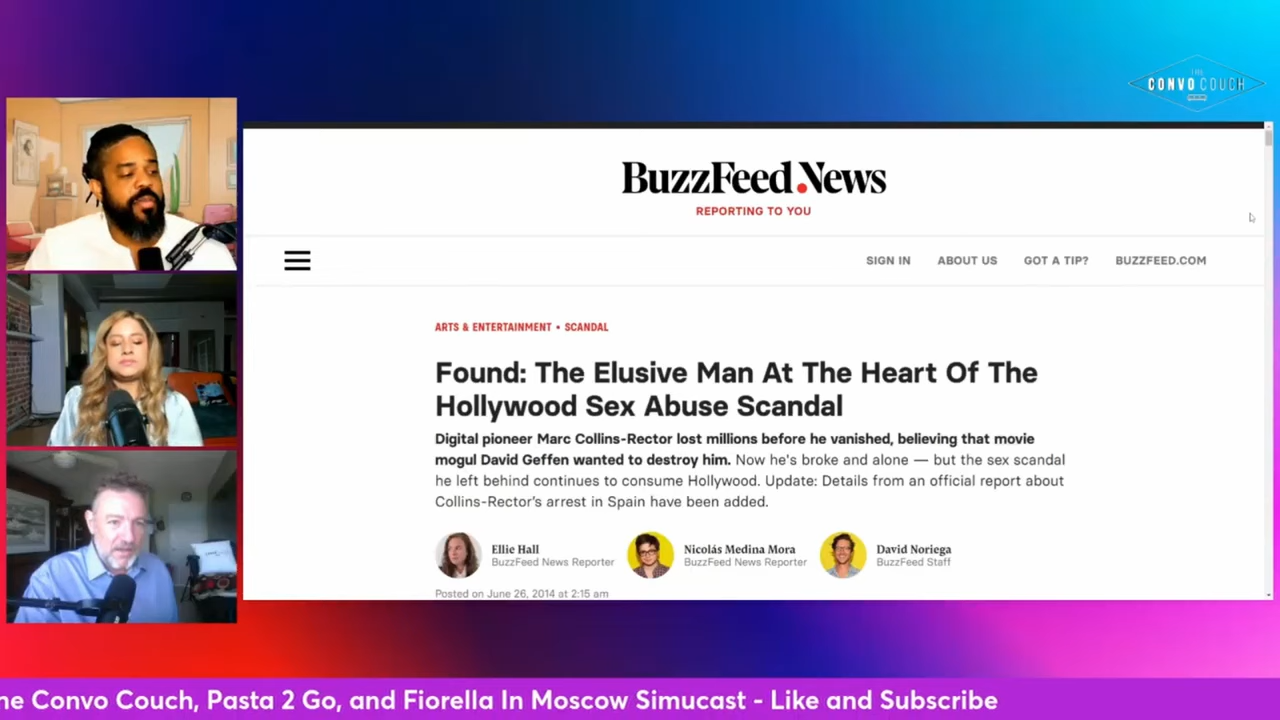 THE
CONVO COUCH
BuzzFeed News
REPORTING TO YOU
SIGN IN ABOUT US GOT A TIP? BUZZFEED.COM
ARTS & ENTERTAINMENT • SCANDAL
Found: The Elusive Man At The Heart Of The
Hollywood Sex Abuse Scandal
Digital pioneer Marc Collins-Rector lost millions before he vanished, believing that movie
mogul David Geffen wanted to destroy him. Now he's broke and alone — but the sex scandal
he left behind continues to consume Hollywood. Update: Details from an official report about
Collins-Rector's arrest in Spain have been added.
Ellie Hall
BuzzFeed News Reporter
Nicolás Medina Mora
BuzzFeed News Reporter
David Noriega
BuzzFeed Staff
Posted on June 26, 2014 at 2:15 am
ne Convo Couch, Pasta 2 Go, and Fiorella In Moscow Simucast - Like and Subscribe